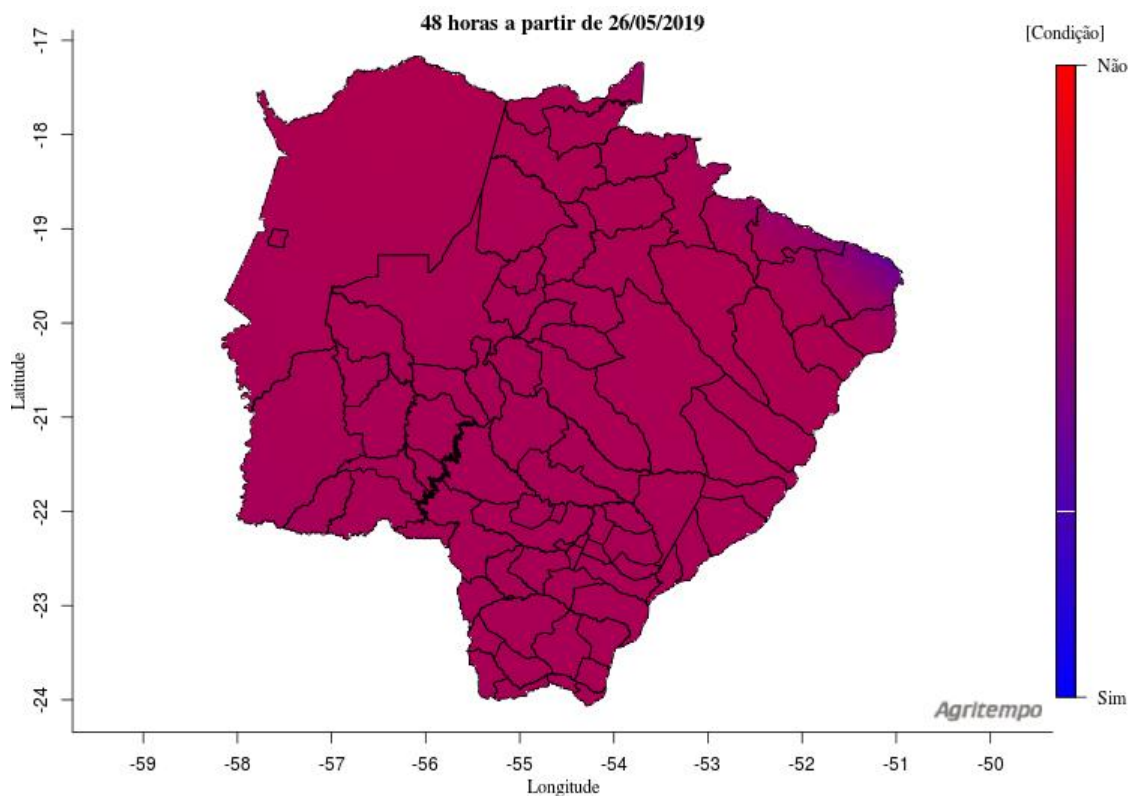 48 horas a partir de 26/05/2019
[Condição]
Não
Sim
-17
-18
-19
-20
-21
-22
-23
-24
Latitude
Agritempo
-59 -58 -57 -56 -55 -54 -53 -52 -51 -50
Longitude